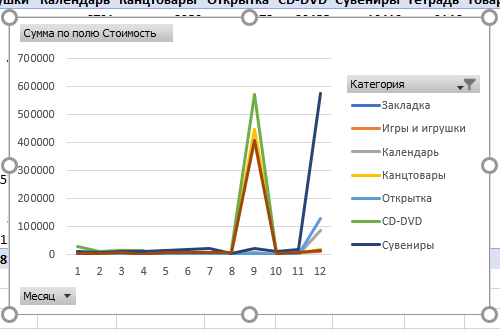 Календарь Канцтовары Открытка CD-DVD Сувениры Тетрадь
Сумма по полю Стоимость
700000
600000
500000
400000
300000
200000
100000
0
1 2 3 4 5 6 7 8 9 10 11 12
Категория
Закладка
Игры и игрушки
Календарь
Канцтовары
Открытка
CD-DVD
Сувениры
Месяц